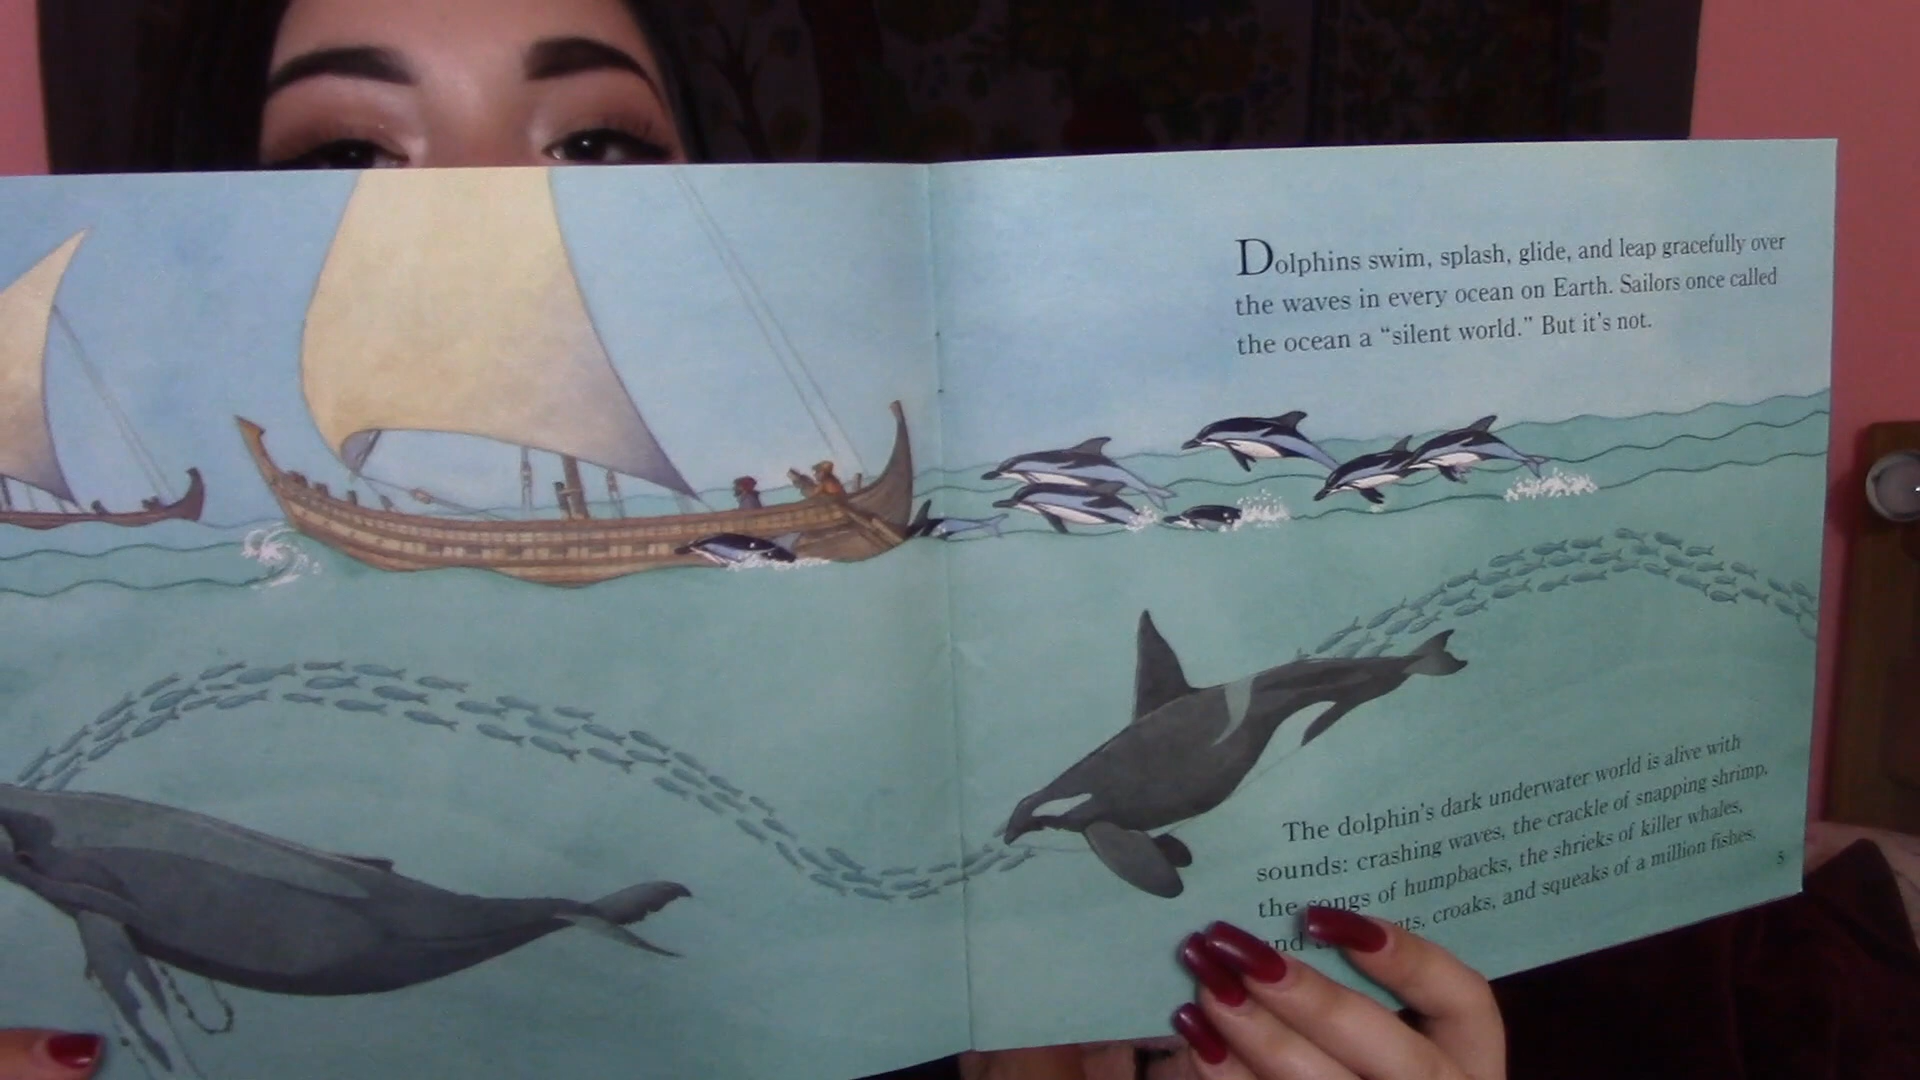 Dolphins swim, splash, glide, and leap gracefully over
the waves in every ocean on Earth. Sailors once called
the ocean a “silent world.” But it’s not.
The dolphin’s dark underwater world is alive with
sounds: crashing waves, the crackle of snapping shrimp,
the songs of humpbacks, the shrieks of killer whales,
and croaks, and squeaks of a million fishes.
5